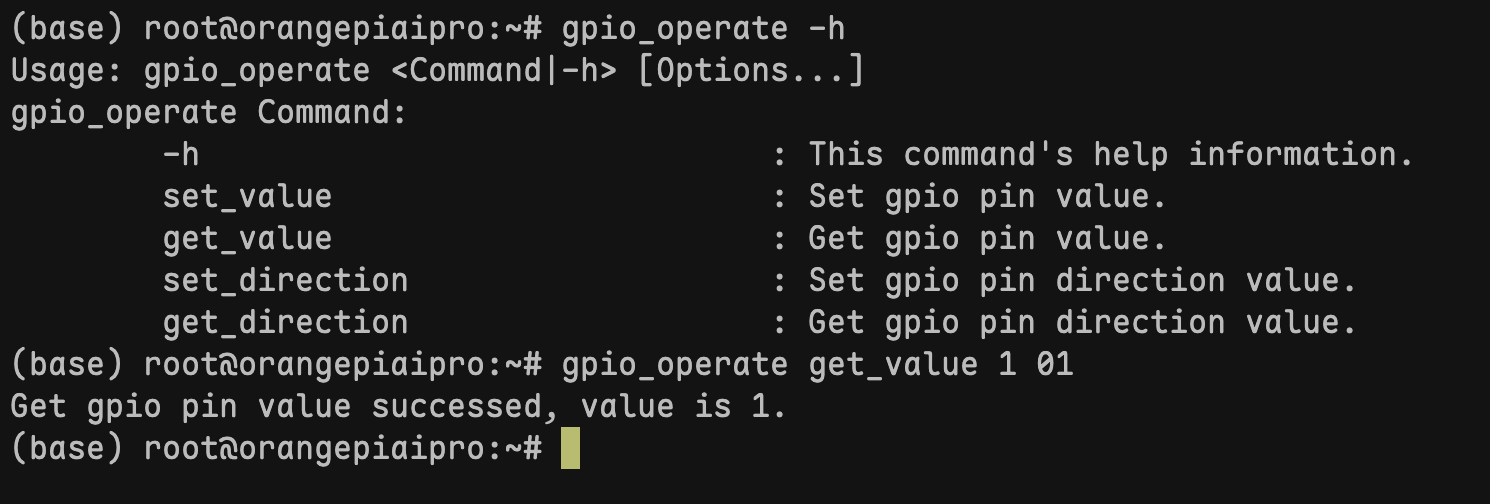 (base) root@orangepiaipro:~# gpio_operate -h
Usage: gpio_operate <Command|-h> [Options...]
gpio_operate Command:
        -h                              : This command's help information.
        set_value                       : Set gpio pin value.
        get_value                       : Get gpio pin value.
        set_direction                   : Set gpio pin direction value.
        get_direction                   : Get gpio pin direction value.
(base) root@orangepiaipro:~# gpio_operate get_value 1 01
Get gpio pin value successed, value is 1.
(base) root@orangepiaipro:~#